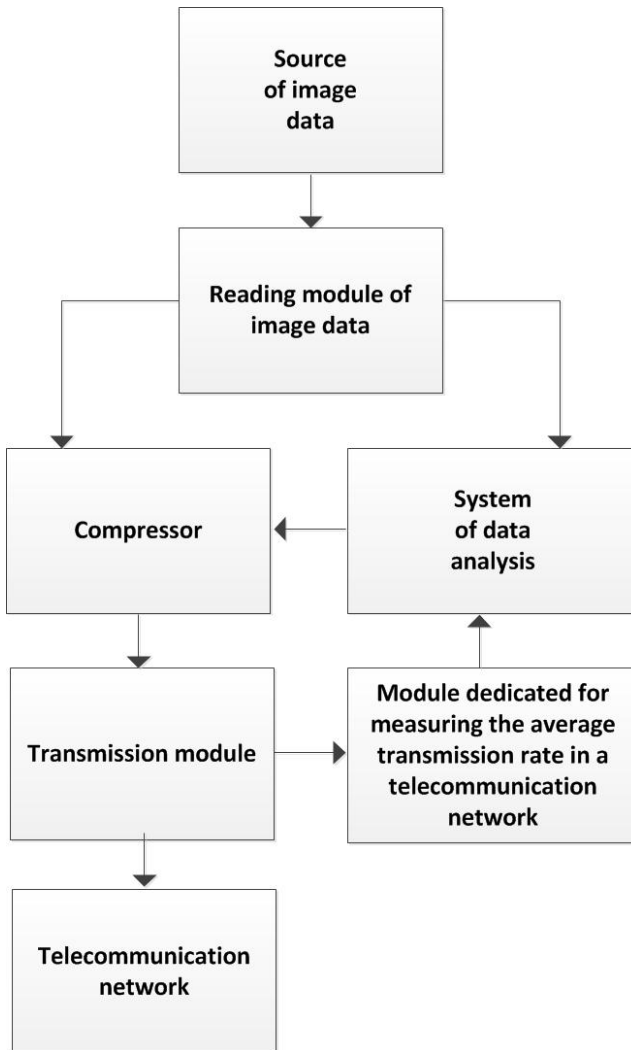 Source
of image
data
Reading module of
image data
Compressor
System
of data
analysis
Transmission module
Module dedicated for
measuring the average
transmission rate in a
telecommunication
network
Telecommunication
network